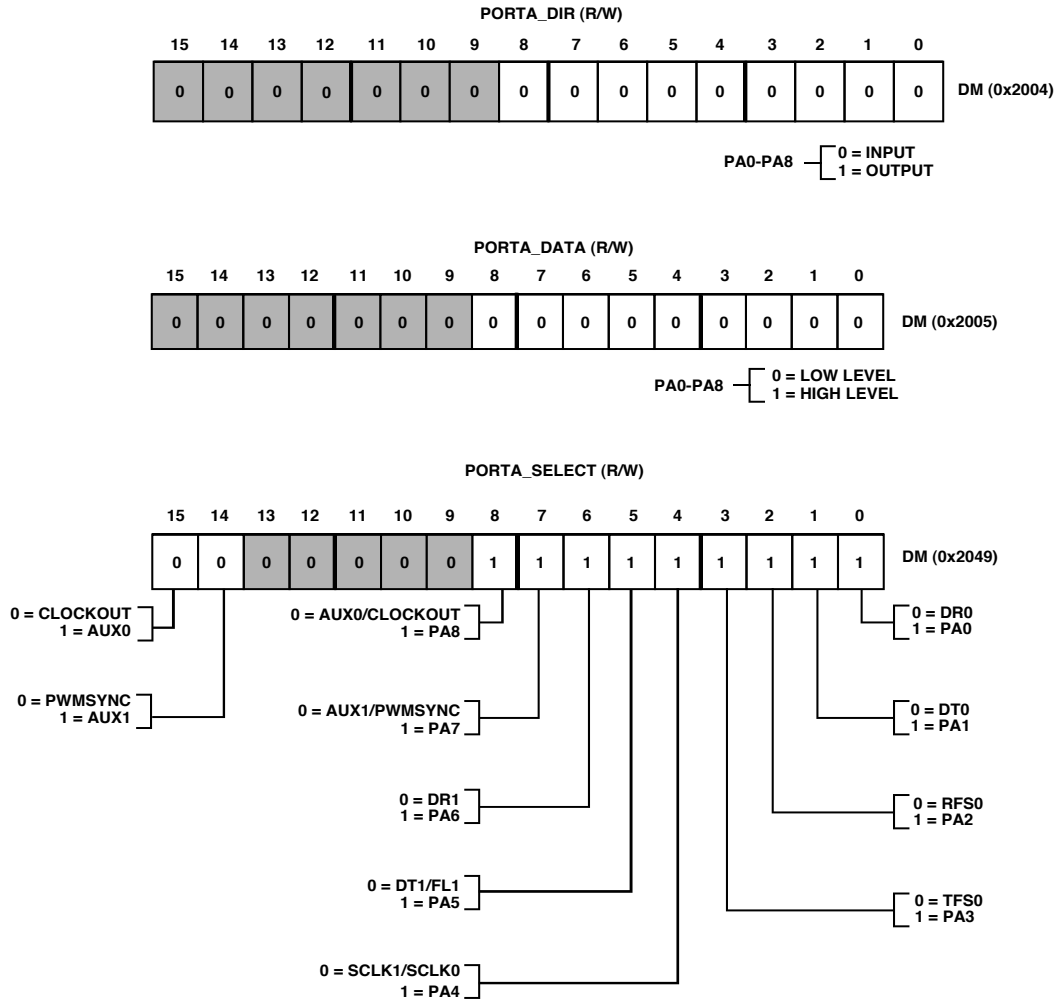 PORTA_DIR (R/W)
15 14 13 12 11 10 9 8 7 6 5 4 3 2 1 0
0 0 0 0 0 0 0 0 0 0 0 0 0 0 0 0 DM (0x2004)
PA0-PA8 0 = INPUT
1 = OUTPUT
PORTA_DATA (R/W)
15 14 13 12 11 10 9 8 7 6 5 4 3 2 1 0
0 0 0 0 0 0 0 0 0 0 0 0 0 0 0 0 DM (0x2005)
PA0-PA8 0 = LOW LEVEL
1 = HIGH LEVEL
PORTA_SELECT (R/W)
15 14 13 12 11 10 9 8 7 6 5 4 3 2 1 0
0 0 0 0 0 0 0 1 1 1 1 1 1 1 1 1 DM (0x2049)
0 = CLOCKOUT
1 = AUX0
0 = AUX0/CLOCKOUT
1 = PA8
0 = DR0
1 = PA0
0 = PWMSYNC
1 = AUX1
0 = AUX1/PWMSYNC
1 = PA7
0 = DT0
1 = PA1
0 = DR1
1 = PA6
0 = RFS0
1 = PA2
0 = DT1/FL1
1 = PA5
0 = TFS0
1 = PA3
0 = SCLK1/SCLK0
1 = PA4